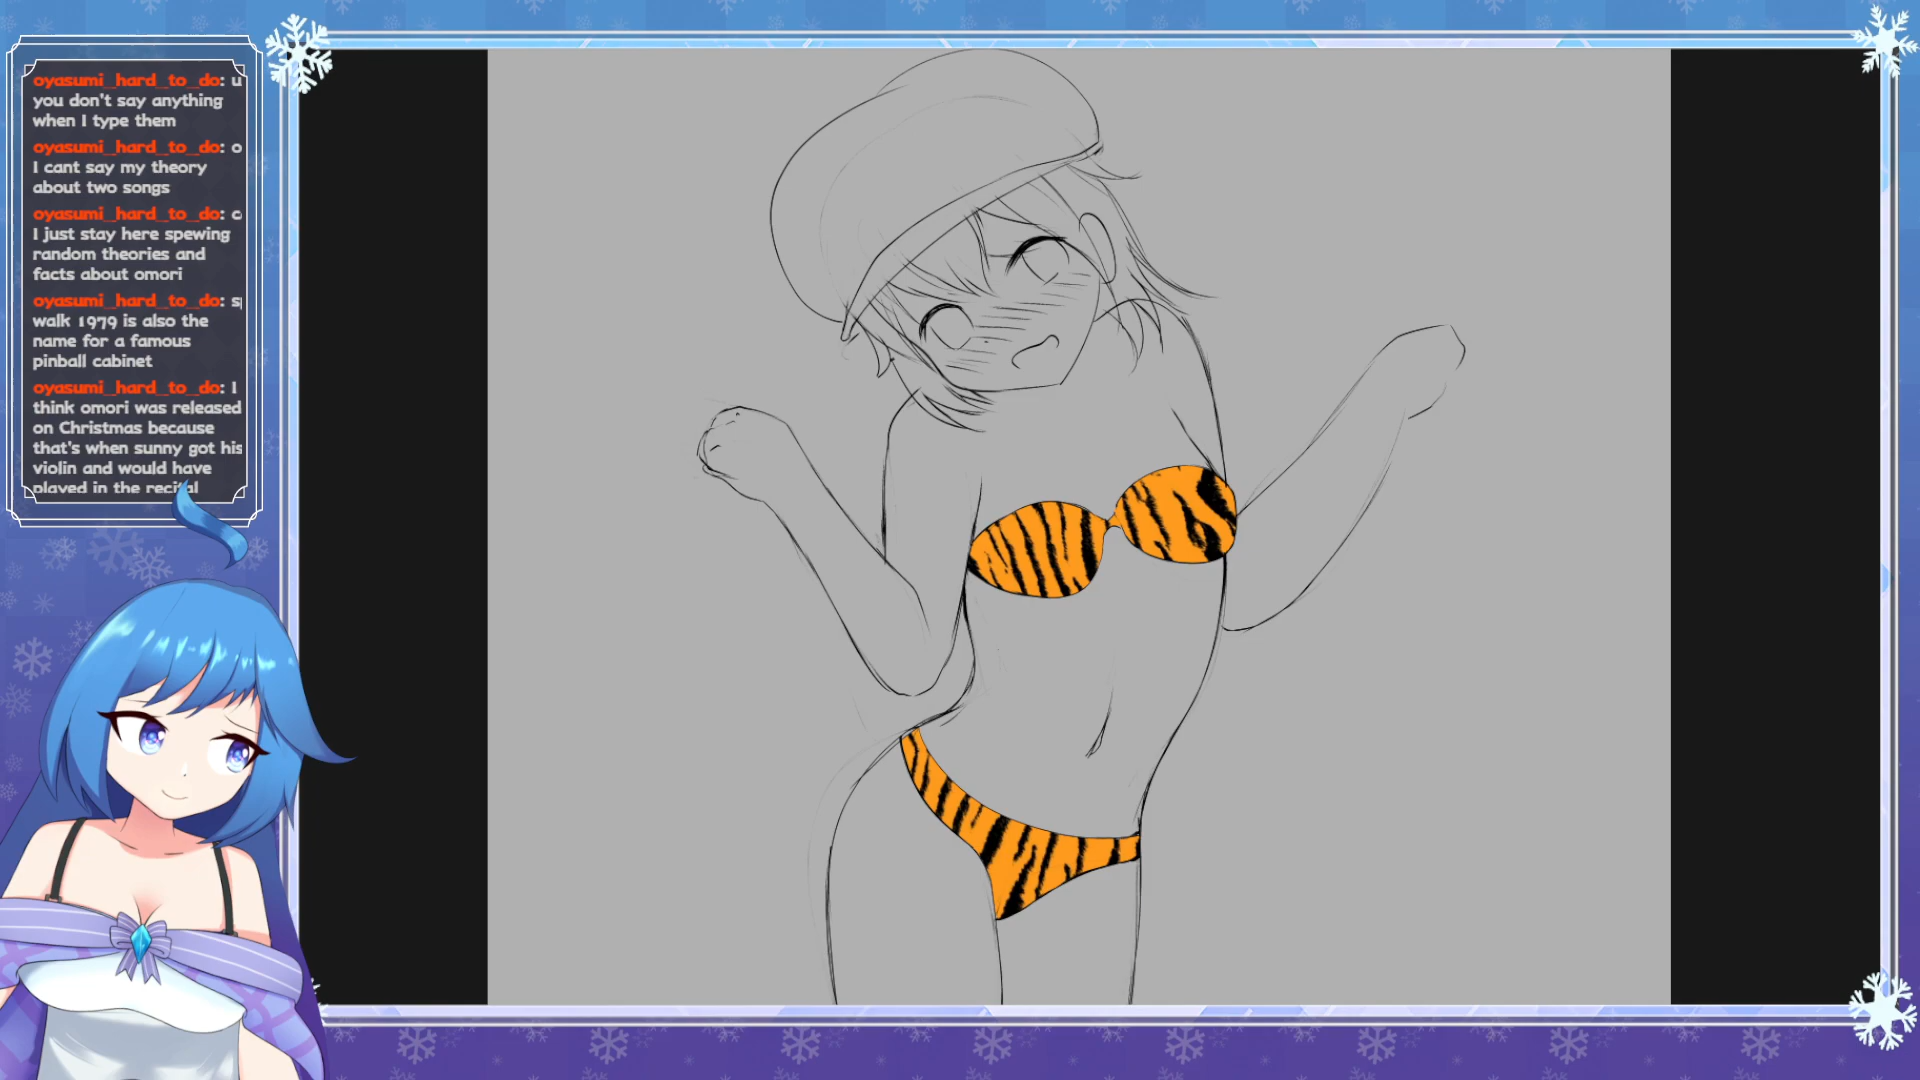 oyasumi_hard_to_do: u
you don't say anything
when I type them
oyasumi_hard_to_do: o
I cant say my theory
about two songs
oyasumi_hard_to_do: c
I just stay here spewing
random theories and
facts about omori
oyasumi_hard_to_do: sp
walk 1979 is also the
name for a famous
pinball cabinet
oyasumi_hard_to_do: I
think omori was released
on Christmas because
that's when sunny got his
violin and would have
played in the recital